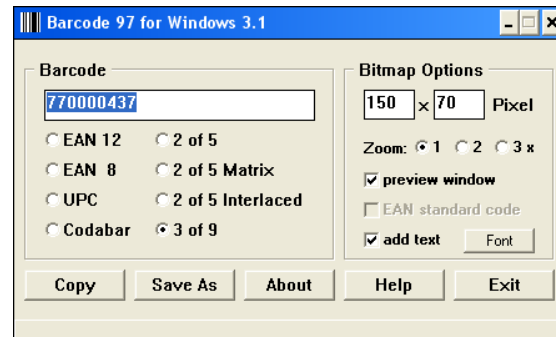 Barcode 97 for Windows 3.1
Barcode
770000437
EAN 12
2 of 5
EAN 8
2 of 5 Matrix
UPC
2 of 5 Interlaced
Codabar
3 of 9
Bitmap Options
150 x 70 Pixel
Zoom: 1 2 3 x
preview window
EAN standard code
add text
Font
Copy
Save As
About
Help
Exit